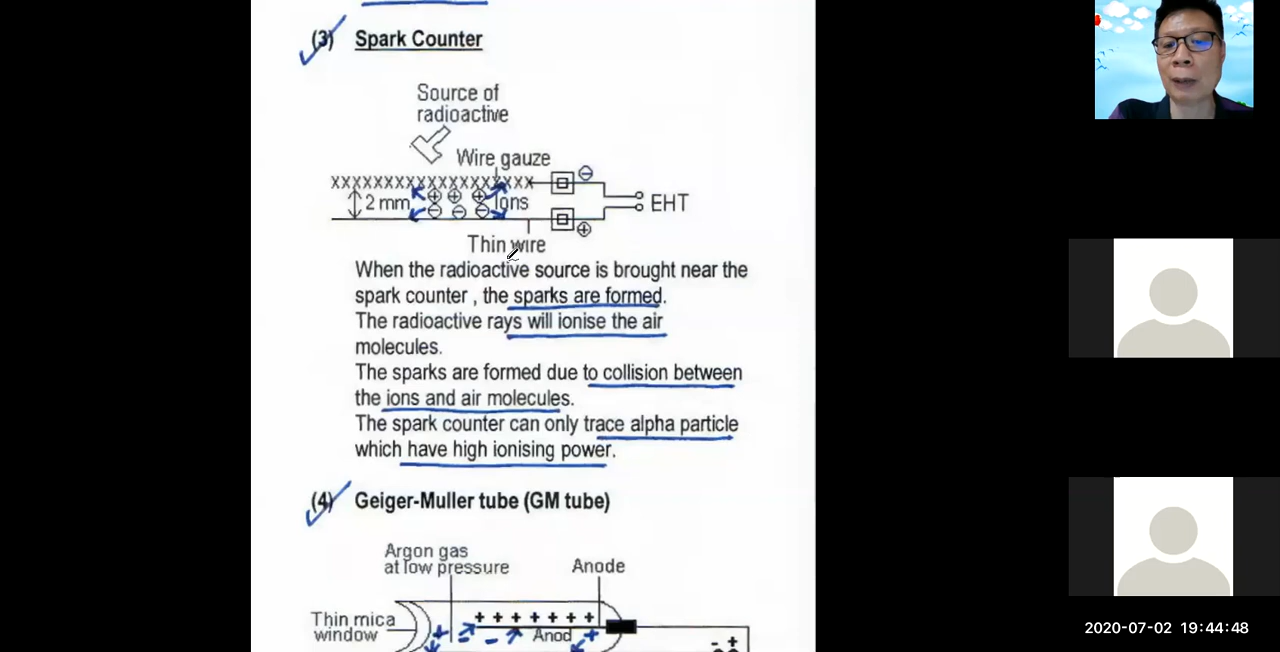 (3) Spark Counter
Source of
radioactive
Wire gauze
XXXXXXXXXXXXXXXXXXX
2 mm
Ions
EHT
Thin wire
When the radioactive source is brought near the
spark counter , the sparks are formed.
The radioactive rays will ionise the air
molecules.
The sparks are formed due to collision between
the ions and air molecules.
The spark counter can only trace alpha particle
which have high ionising power.
(4) Geiger-Muller tube (GM tube)
Argon gas
at low pressure
Anode
Thin mica
window
+ + + + + + +
Anod
- +
2020-07-02 19:44:48